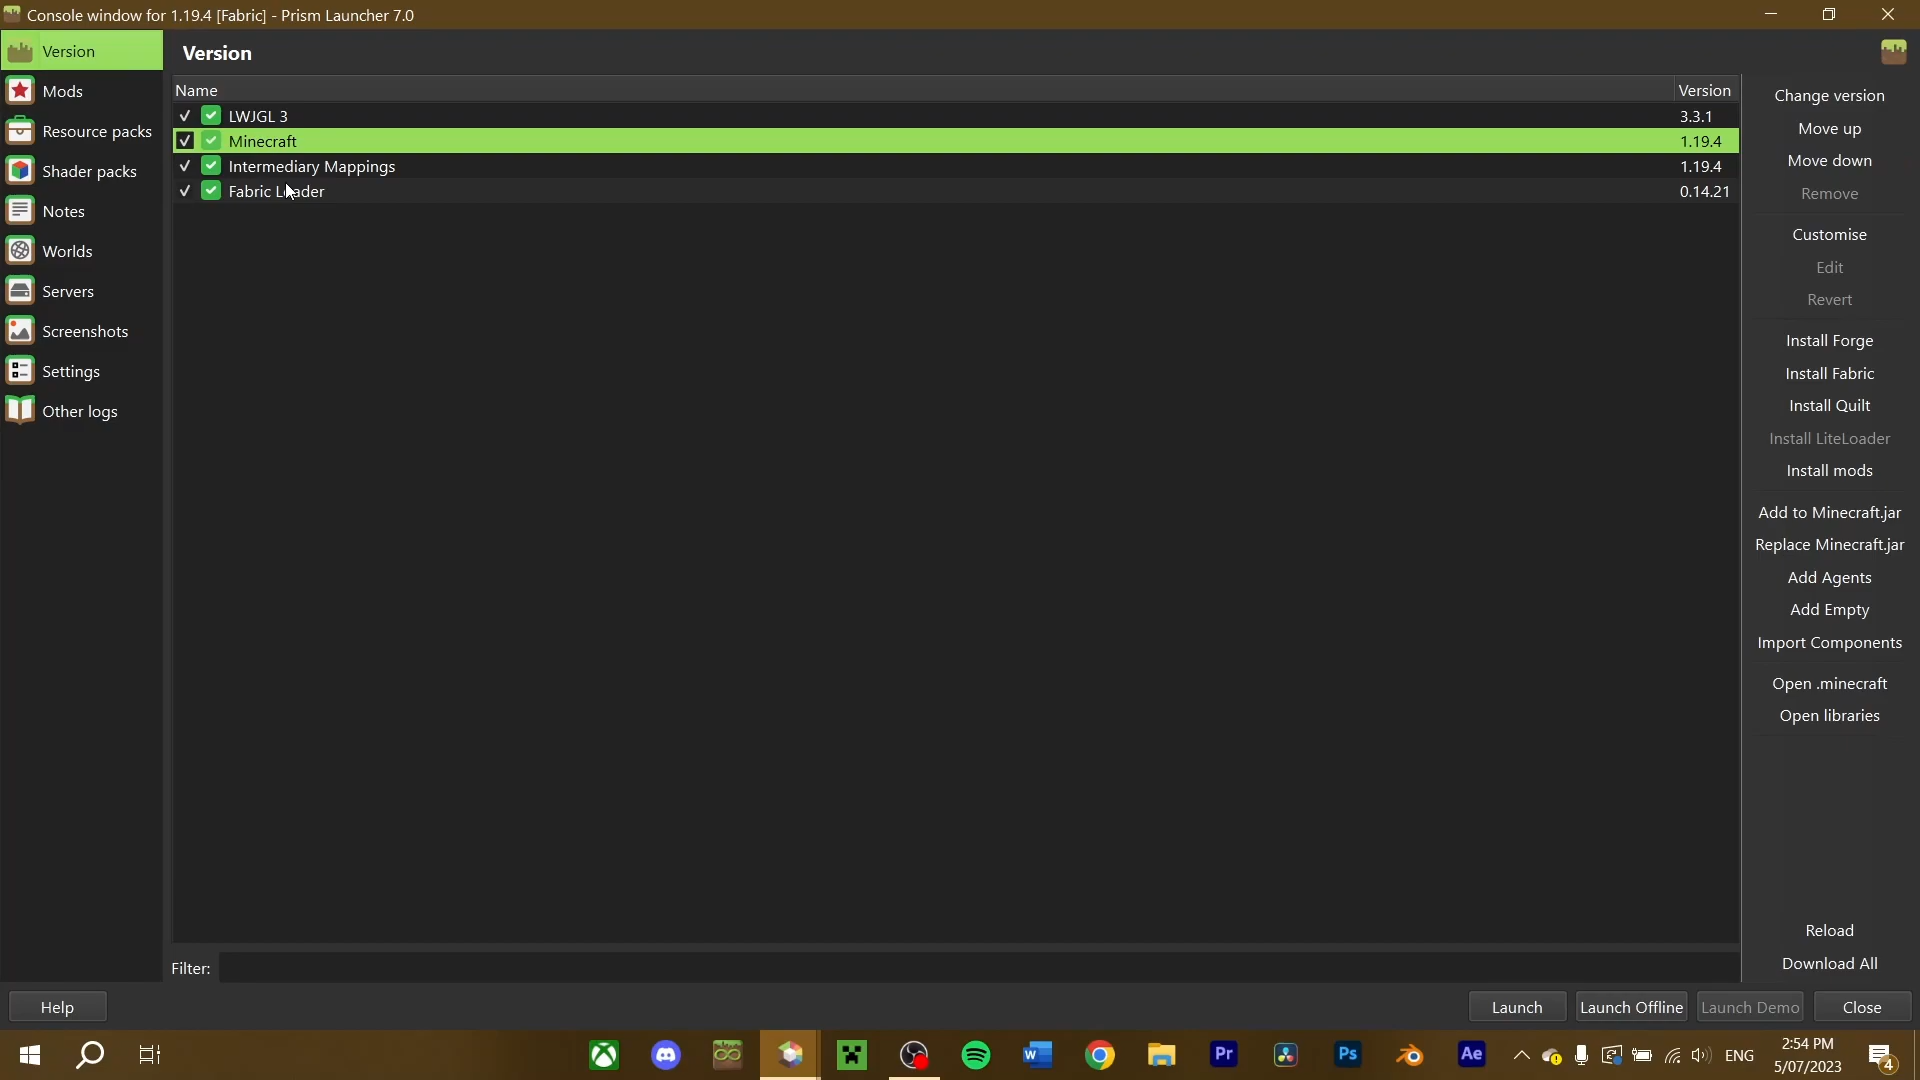 Console window for 1.19.4 [Fabric] - Prism Launcher 7.0
Version
Mods
Resource packs
Shader packs
Notes
Worlds
Servers
Screenshots
Settings
Other logs
Version
Name Version
LWJGL 3 3.3.1
Minecraft 1.19.4
Intermediary Mappings 1.19.4
Fabric Loader 0.14.21
Change version
Move up
Move down
Remove
Customise
Edit
Revert
Install Forge
Install Fabric
Install Quilt
Install LiteLoader
Install mods
Add to Minecraft.jar
Replace Minecraft.jar
Add Agents
Add Empty
Import Components
Open .minecraft
Open libraries
Reload
Download All
Filter:
Help Launch Launch Offline Launch Demo Close
W Pr Ps Ae ENG
2:54 PM
5/07/2023
4